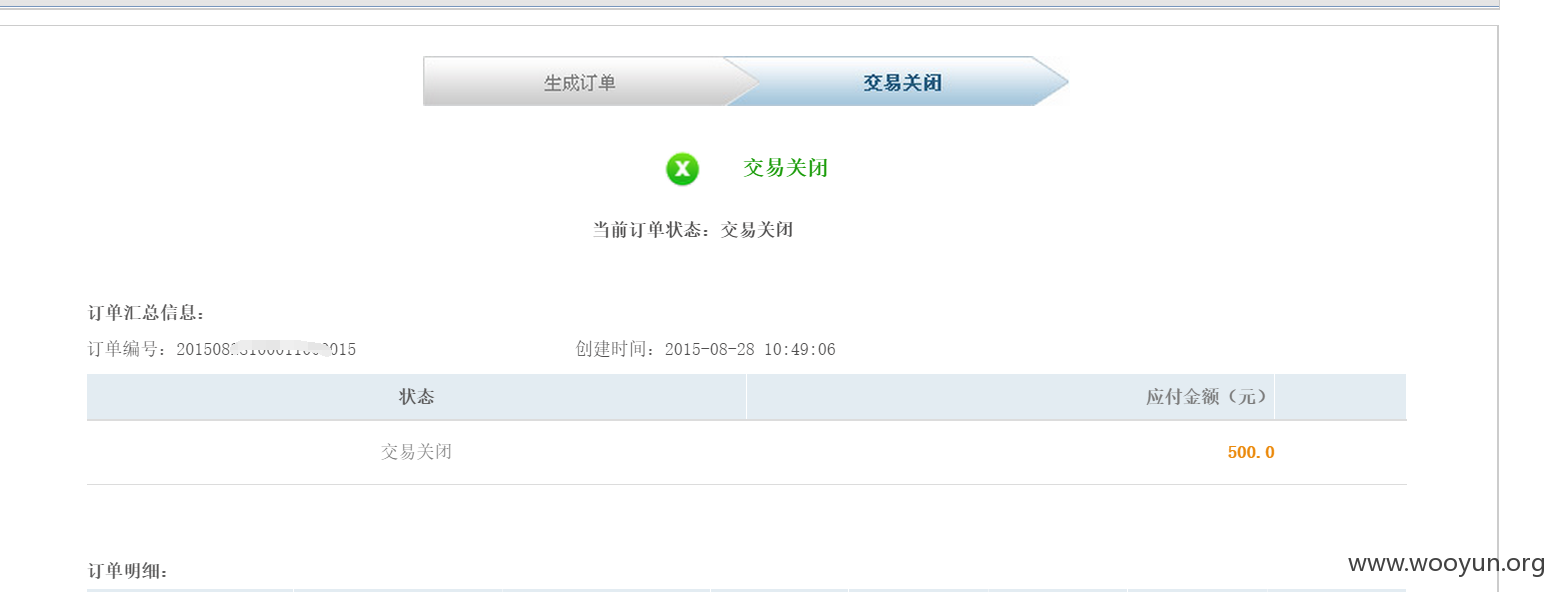 生成订单 交易关闭
X 交易关闭
当前订单状态：交易关闭
订单汇总信息：
订单编号： 创建时间：2015-08-28 10:49:06
状态 应付金额（元）
交易关闭 500.0
订单明细：
www.wooyun.org